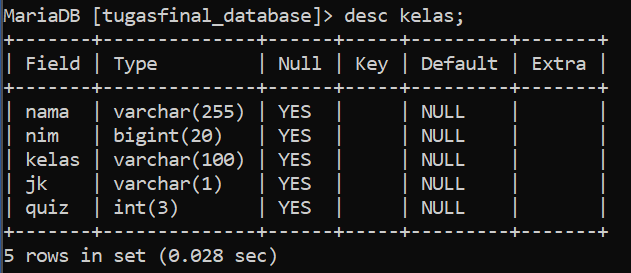 MariaDB [tugasfinal_database]> desc kelas;
+-------+--------------+------+-----+---------+-------+
| Field | Type         | Null | Key | Default | Extra |
+-------+--------------+------+-----+---------+-------+
| nama  | varchar(255) | YES  |     | NULL    |       |
| nim   | bigint(20)   | YES  |     | NULL    |       |
| kelas | varchar(100) | YES  |     | NULL    |       |
| jk    | varchar(1)   | YES  |     | NULL    |       |
| quiz  | int(3)       | YES  |     | NULL    |       |
+-------+--------------+------+-----+---------+-------+
5 rows in set (0.028 sec)